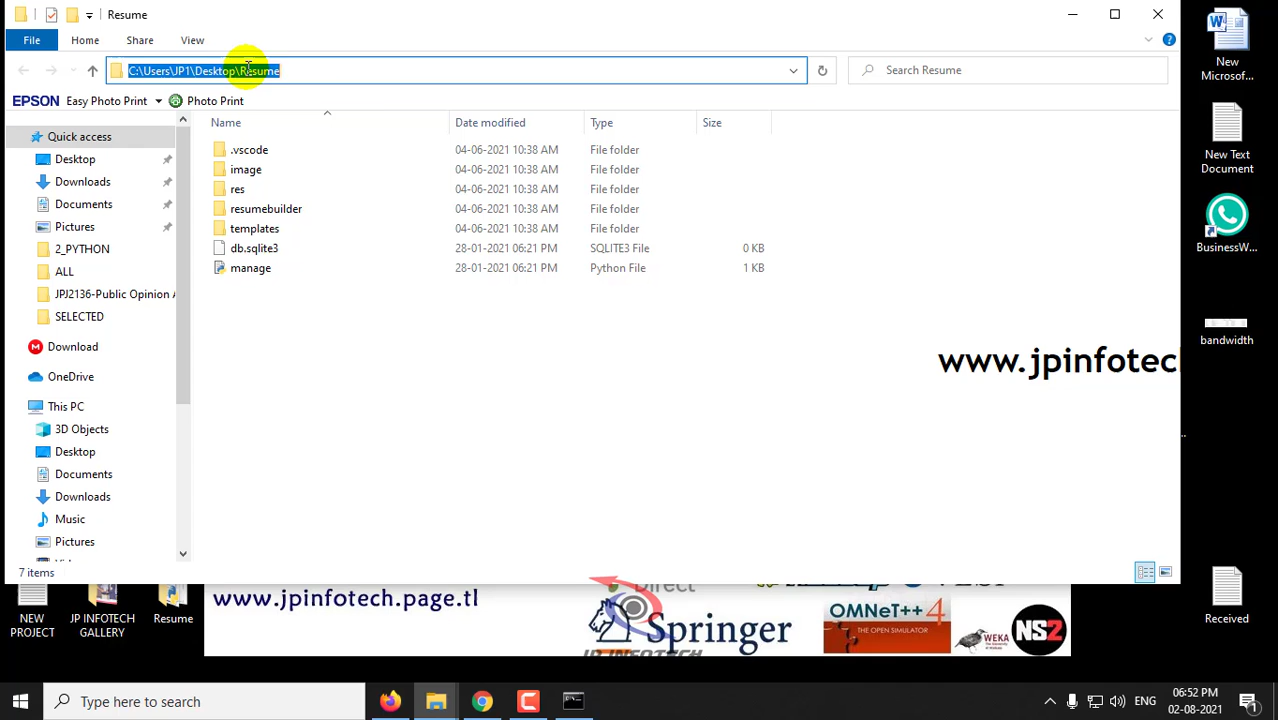 Resume
File Home Share View
C:\Users\JP1\Desktop\Resume
Search Resume
EPSON Easy Photo Print Photo Print
Name Date modified Type Size
Quick access
Desktop
Downloads
Documents
Pictures
2_PYTHON
ALL
JPJ2136-Public Opinion A
SELECTED
Download
OneDrive
This PC
3D Objects
Desktop
Documents
Downloads
Music
Pictures
.vscode 04-06-2021 10:38 AM File folder
image 04-06-2021 10:38 AM File folder
res 04-06-2021 10:38 AM File folder
resumebuilder 04-06-2021 10:38 AM File folder
templates 04-06-2021 10:38 AM File folder
db.sqlite3 28-01-2021 06:21 PM SQLITE3 File 0 KB
manage 28-01-2021 06:21 PM Python File 1 KB
www.jpinfotech
7 items
New
Microsof...
New Text
Document
BusinessW...
bandwidth
Received
NEW
PROJECT
JP INFOTECH
GALLERY
Resume
www.jpinfotech.page.tl
Direct
Springer
JP INFOTECH
OMNeT++ 4
THE OPEN SIMULATOR
WEKA
NS2
Type here to search
ENG
06:52 PM
02-08-2021
1